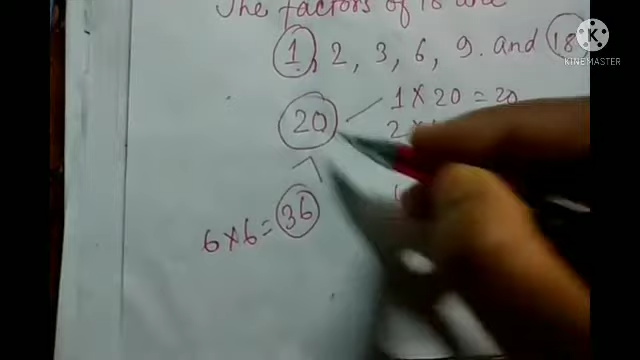 The factors of 18 are
1, 2, 3, 6, 9. and 18,
K
KINEMASTER
20
1 × 20 = 20
2 ×
6×6= 36